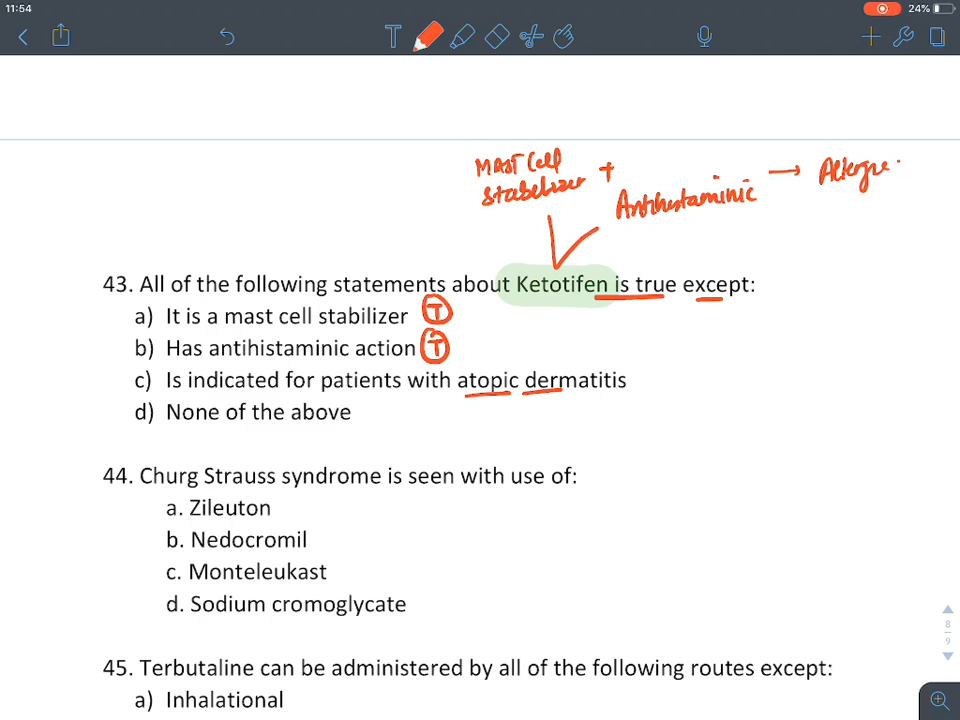 11:54
24%
T
MAST Cell + Antihistaminic →
Stabelizer
43. All of the following statements about Ketotifen is true except:
a) It is a mast cell stabilizer T
b) Has antihistaminic action T
c) Is indicated for patients with atopic dermatitis
d) None of the above
44. Churg Strauss syndrome is seen with use of:
a. Zileuton
b. Nedocromil
c. Monteleukast
d. Sodium cromoglycate
8
9
45. Terbutaline can be administered by all of the following routes except:
a) Inhalational